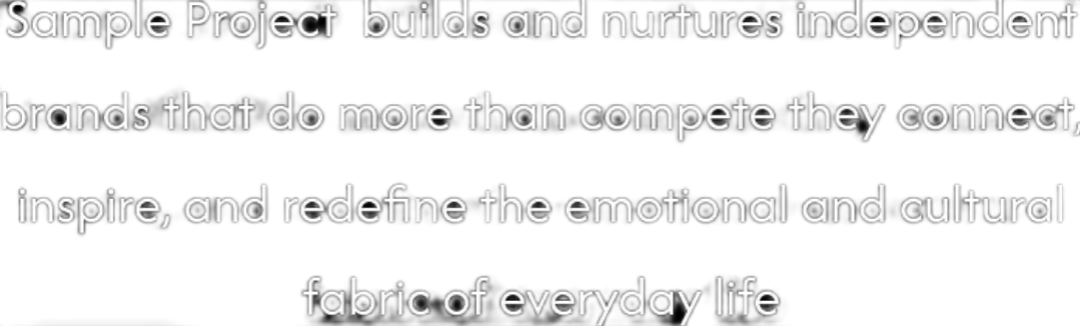 Sample Project builds and nurtures independent
brands that do more than compete they connect,
inspire, and redefine the emotional and cultural
fabric of everyday life